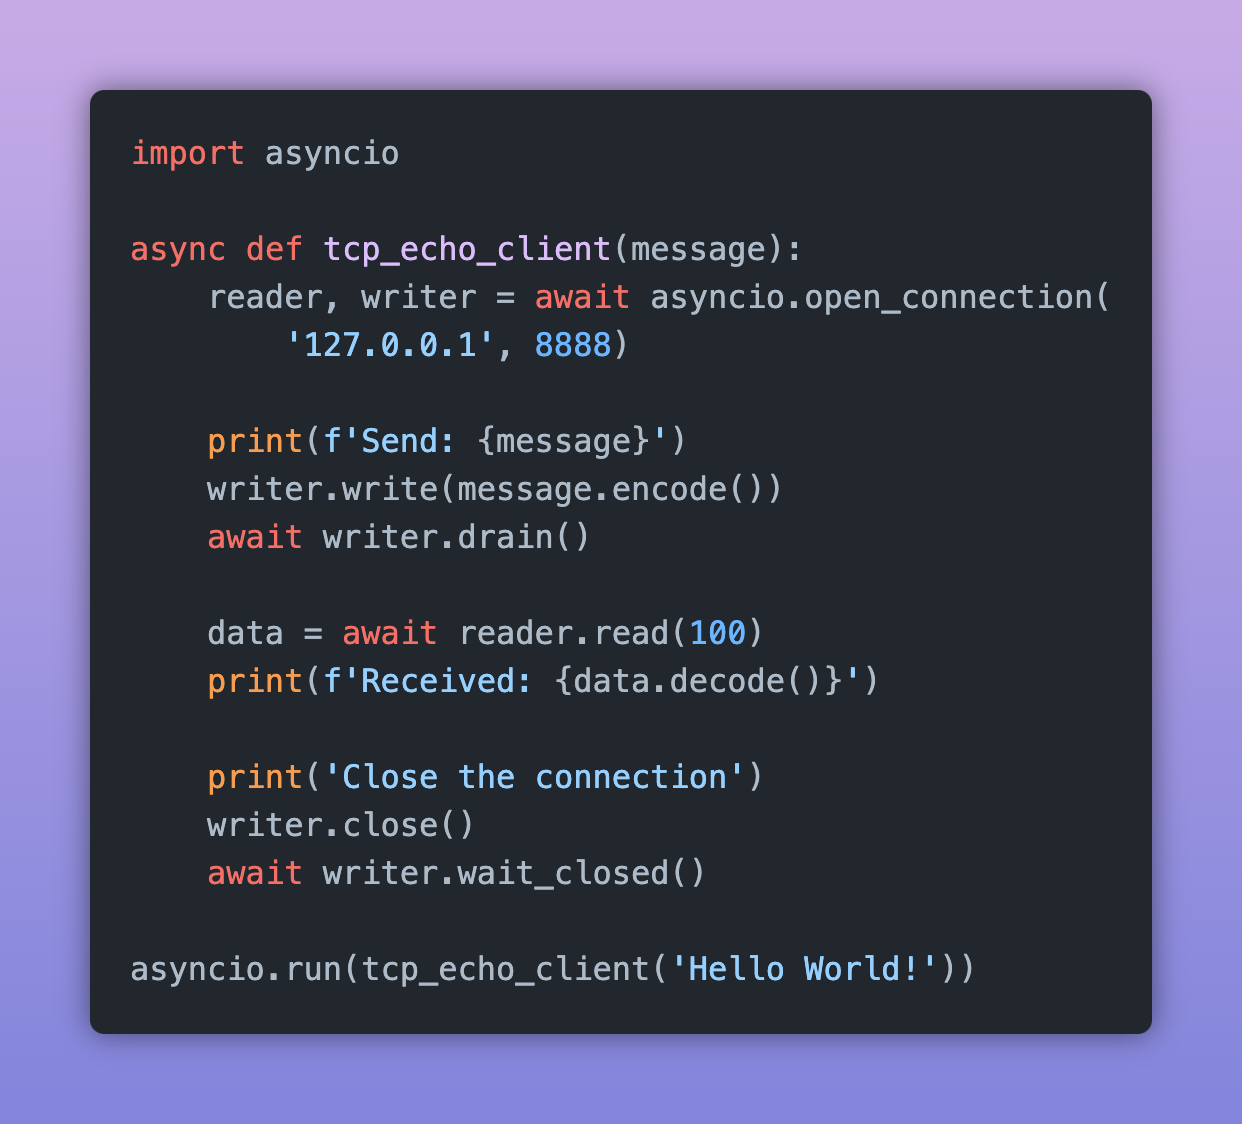 import asyncio

async def tcp_echo_client(message):
    reader, writer = await asyncio.open_connection(
        '127.0.0.1', 8888)

    print(f'Send: {message}')
    writer.write(message.encode())
    await writer.drain()

    data = await reader.read(100)
    print(f'Received: {data.decode()}')

    print('Close the connection')
    writer.close()
    await writer.wait_closed()

asyncio.run(tcp_echo_client('Hello World!'))